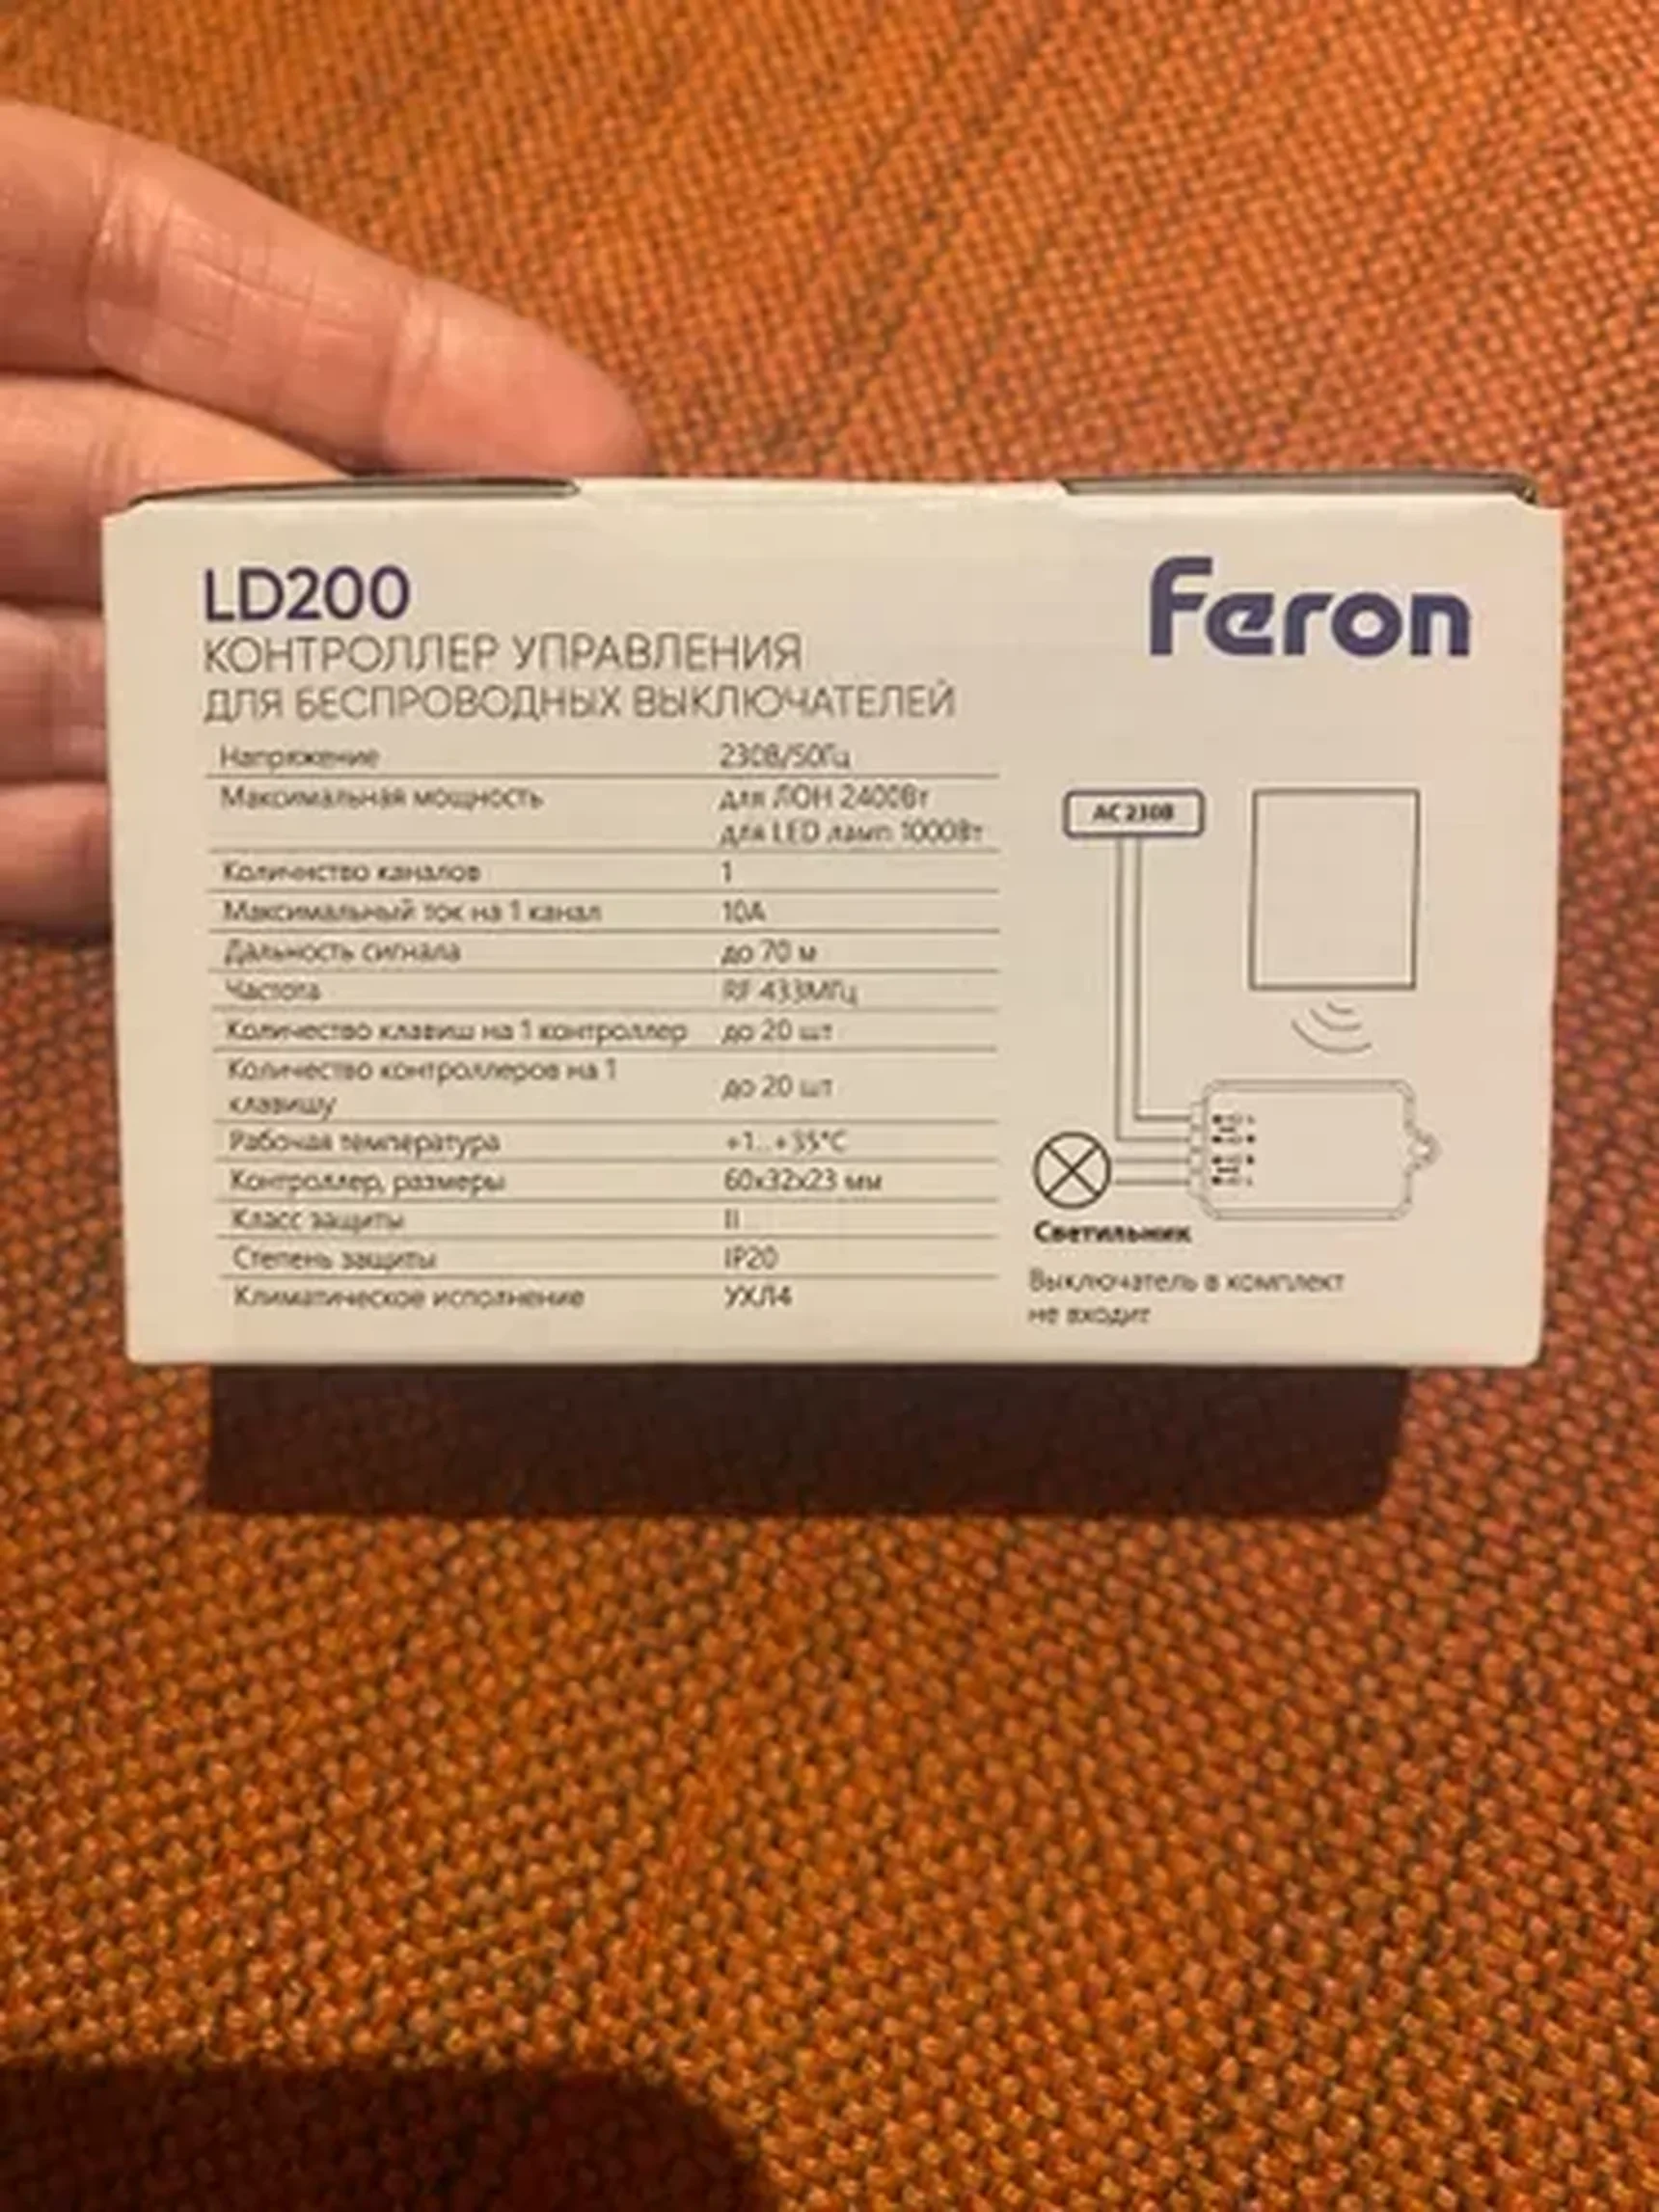 LD200
feron
КОНТРОЛЛЕР УПРАВЛЕНИЯ
ДЛЯ БЕСПРОВОДНЫХ ВЫКЛЮЧАТЕЛЕЙ
Напряжение 230В/50Гц
Максимальная мощность для ЛОН 2400Вт
для LED ламп 1000Вт
Количество каналов 1
Максимальный ток на 1 канал 10А
Дальность сигнала до 70 м
Частота RF 433МГц
Количество клавиш на 1 контроллер до 20 шт
Количество контроллеров на 1
клавишу до 20 шт
Рабочая температура +1..+35°С
Контроллер, размеры 60х32х23 мм
Класс защиты II
Степень защиты IP20
Климатическое исполнение УХЛ4
АС 230В
Светильник
Выключатель в комплект
не входит